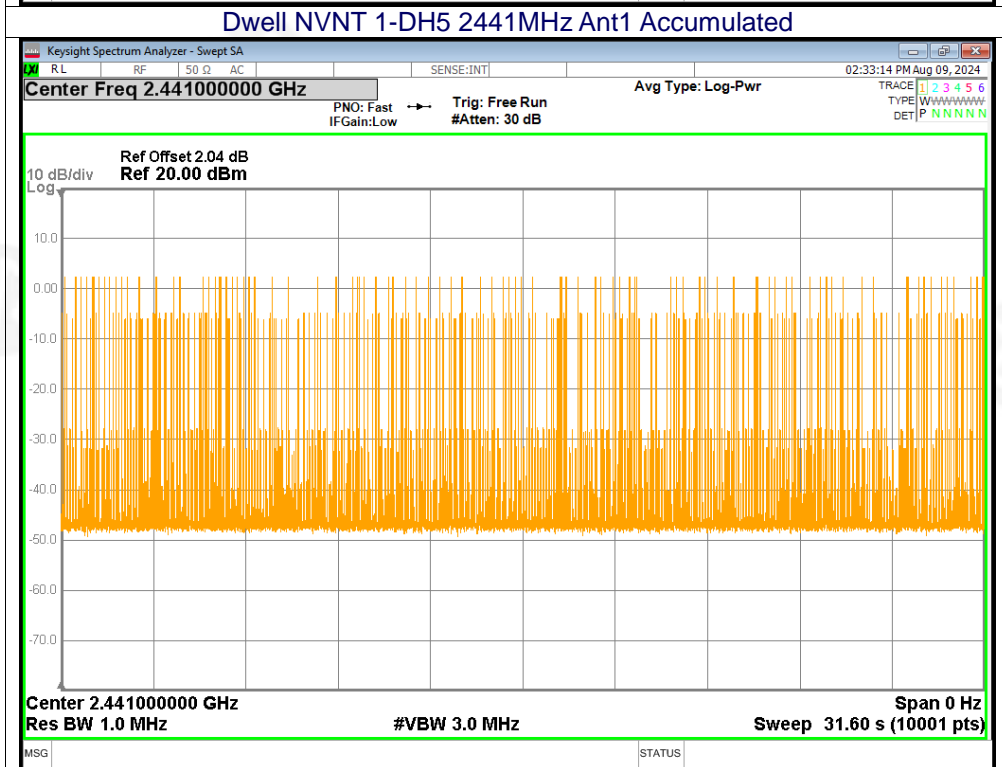 Dwell NVNT 1-DH5 2441MHz Ant1 Accumulated
Keysight Spectrum Analyzer - Swept SA
LXI RL RF 50 Ω AC SENSE:INT 02:33:14 PM Aug 09, 2024
Center Freq 2.441000000 GHz Avg Type: Log-Pwr TRACE 1 2 3 4 5 6
PNO: Fast Trig: Free Run TYPE WWWWWWW
IFGain:Low #Atten: 30 dB DET P N N N N N
Ref Offset 2.04 dB
10 dB/div Ref 20.00 dBm
Log
10.0
0.00
-10.0
-20.0
-30.0
-40.0
-50.0
-60.0
-70.0
Center 2.441000000 GHz Span 0 Hz
Res BW 1.0 MHz #VBW 3.0 MHz Sweep 31.60 s (10001 pts)
MSG STATUS